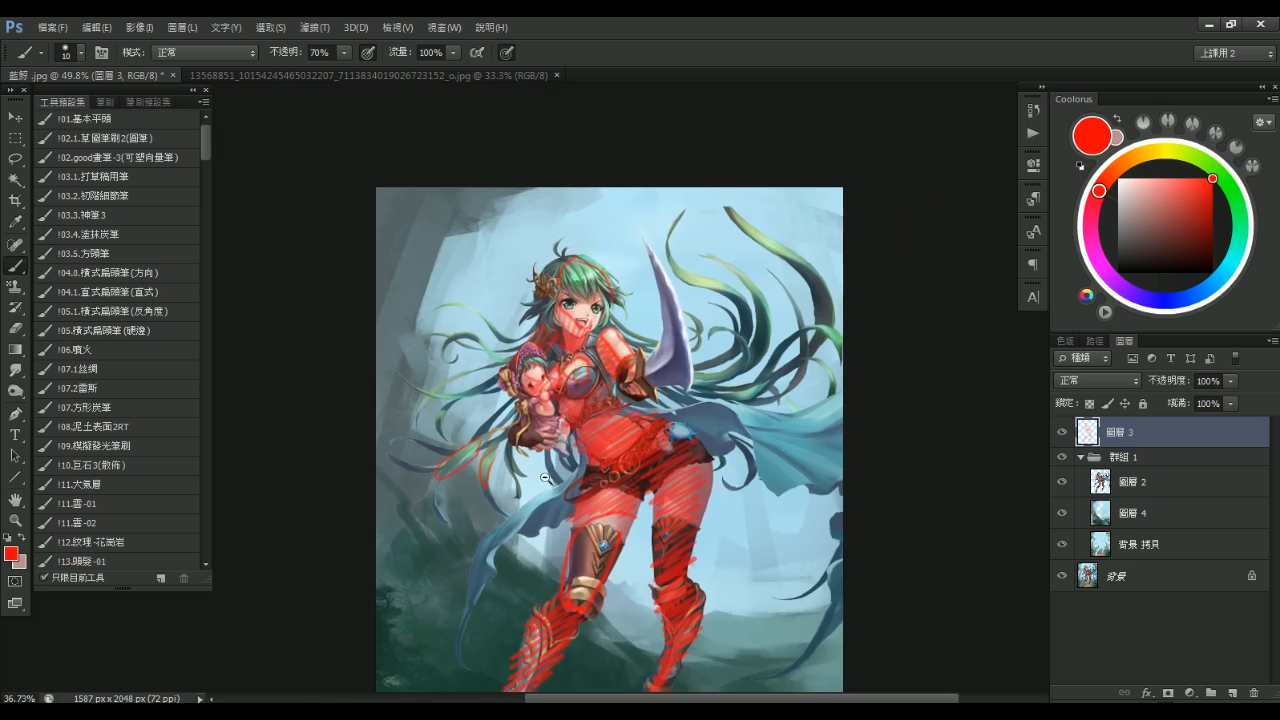 Ps 檔案(F) 編輯(E) 影像(I) 圖層(L) 文字(Y) 選取(S) 濾鏡(T) 3D(D) 檢視(V) 視窗(W) 說明(H)
10 模式: 正常 不透明: 70% 流量: 100% 上課用 2
藍鯨 .jpg @ 49.8% (圖層 3, RGB/8) * × 13568851_10154245465032207_7113834019026723152_o.jpg @ 33.3% (RGB/8) ×
工具預設集 筆刷 筆刷預設集
!01.基本平頭
!02.1.草圖筆刷2(圓筆)
!02.good畫筆-3(可塑向量筆)
!03.1.打草稿用筆
!03.2.初階細節筆
!03.3.神筆3
!03.4.塗抹炭筆
!03.5.方頭筆
!04.0.橫式扁頭筆(方向)
!04.1.直式扁頭筆(直式)
!05.1.橫式扁頭筆(反角度)
!05.橫式扁頭筆(硬邊)
!06.噴火
!07.1絲綢
!07.2蕾斯
!07.方形炭筆
!08.泥土表面2RT
!09.模擬發光筆刷
!10.巨石3(散佈)
!11.大氣層
!11.雲-01
!11.雲-02
!12.紋理-花崗岩
!13.頭髮-01
只限目前工具
Coolorus
色版 路徑 圖層
種類
正常 不透明度: 100%
鎖定: 填滿: 100%
圖層 3
群組 1
圖層 2
圖層 4
背景 拷貝
背景
36.73% 1587 px x 2048 px (72 ppi)